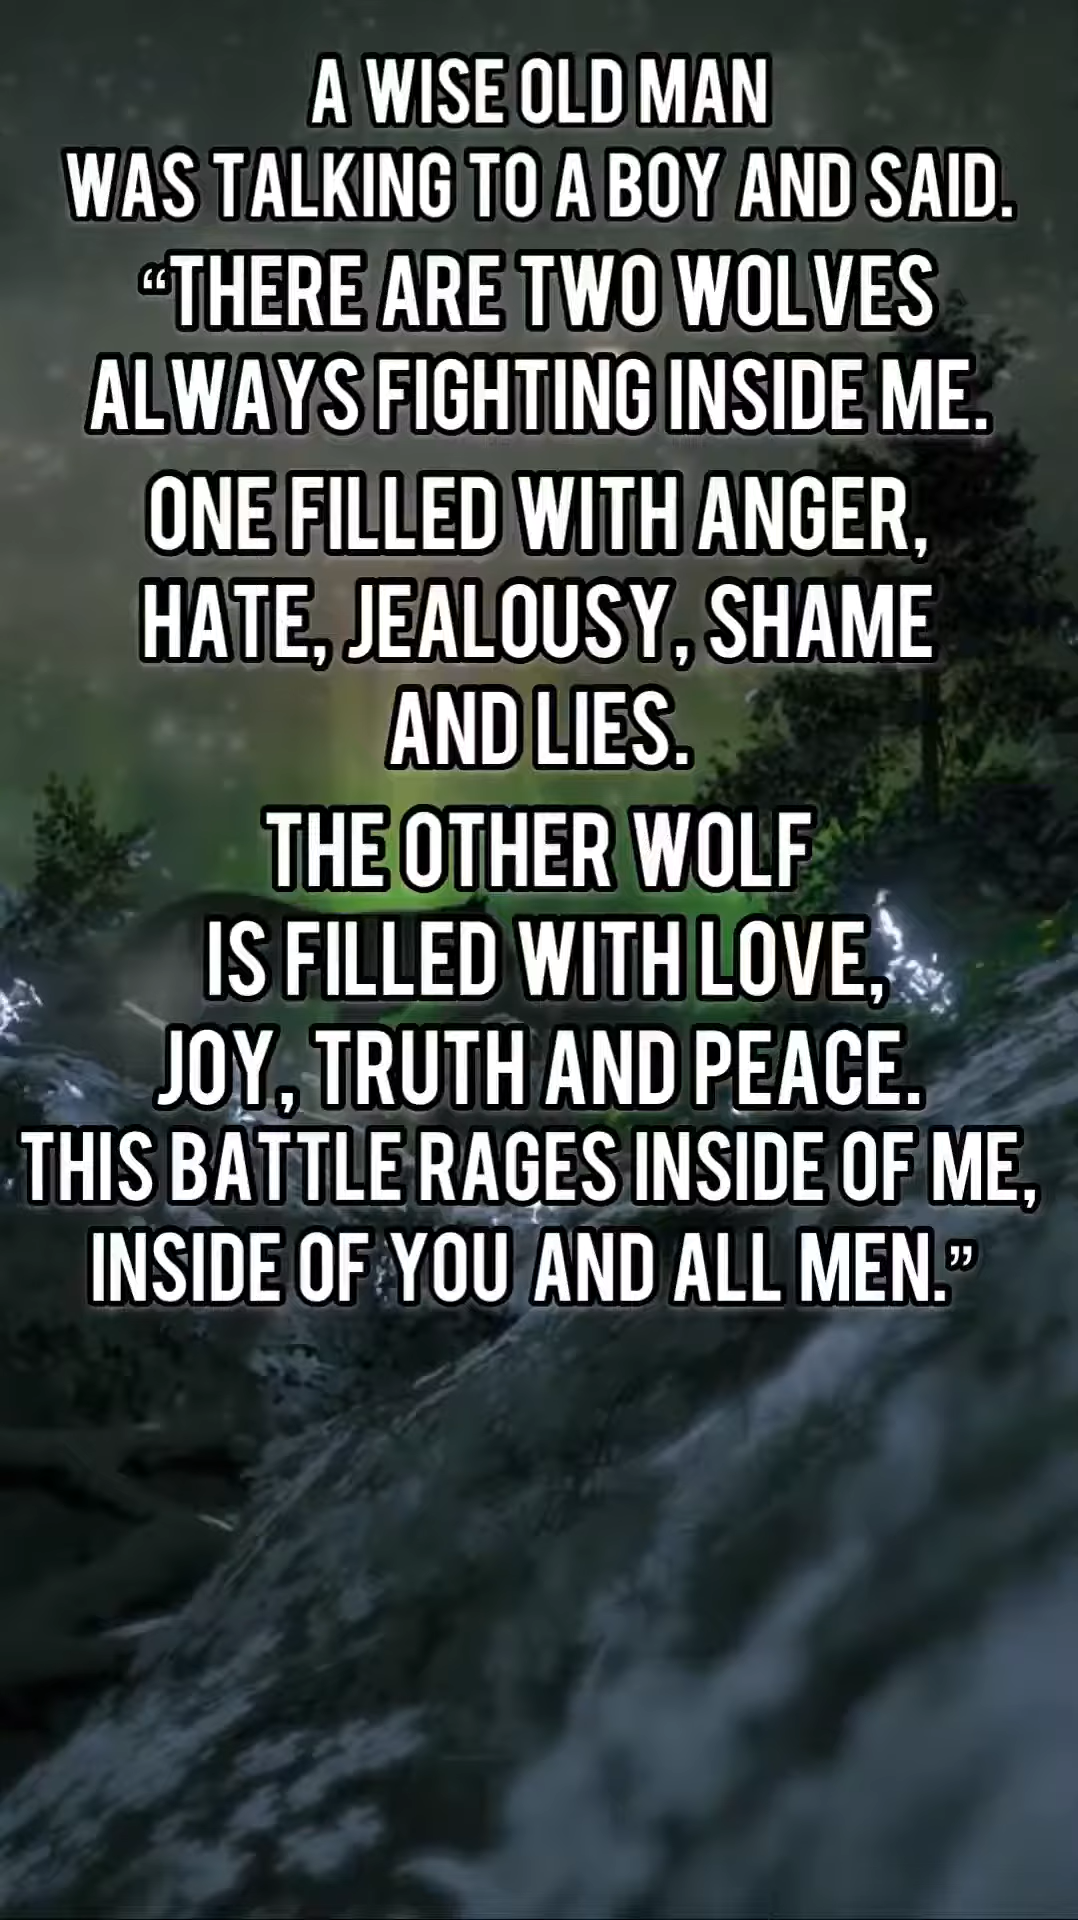 A WISE OLD MAN
WAS TALKING TO A BOY AND SAID.
“THERE ARE TWO WOLVES
ALWAYS FIGHTING INSIDE ME.
ONE FILLED WITH ANGER,
HATE, JEALOUSY, SHAME
AND LIES.
THE OTHER WOLF
IS FILLED WITH LOVE,
JOY, TRUTH AND PEACE.
THIS BATTLE RAGES INSIDE OF ME,
INSIDE OF YOU AND ALL MEN.”